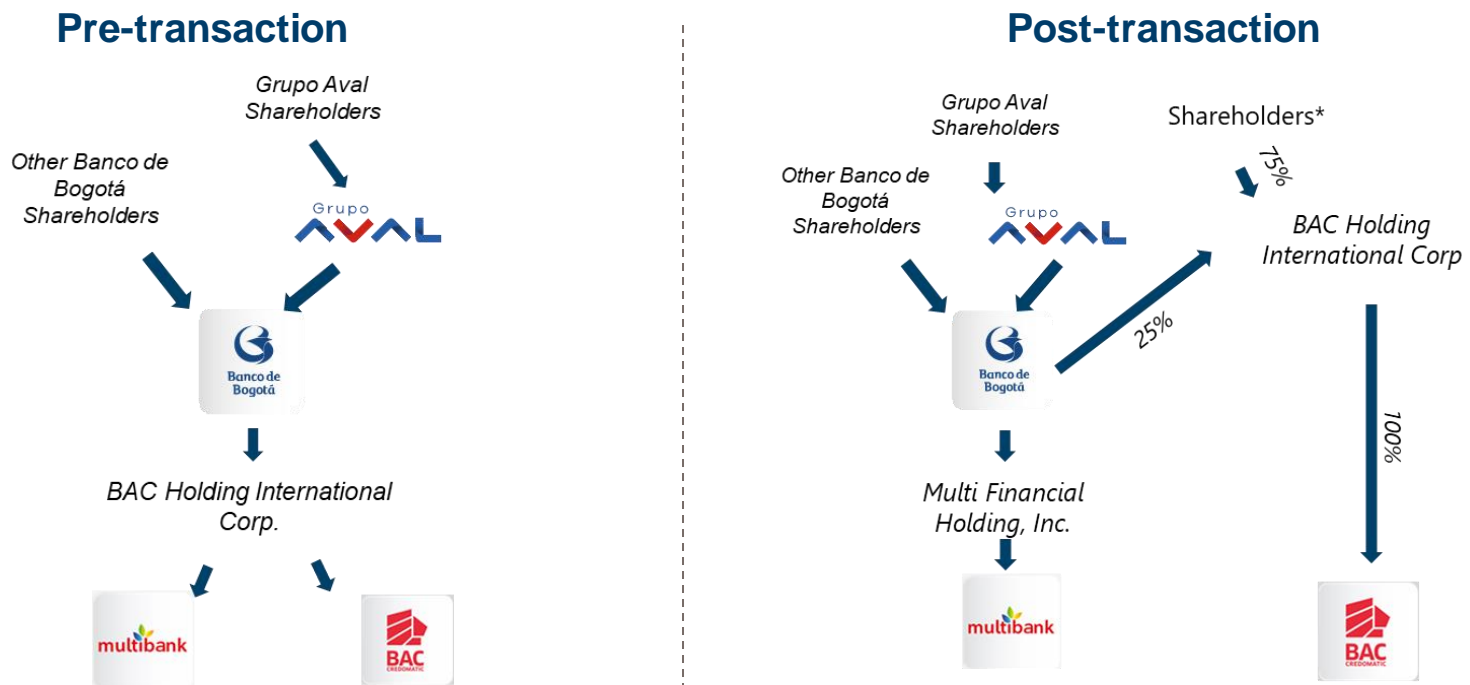 Pre-transaction
Grupo Aval
Shareholders
Other Banco de
Bogotá
Shareholders
Grupo
AVAL
Banco de
Bogotá
BAC Holding International
Corp.
multibank
BAC
CREDOMATIC
Post-transaction
Grupo Aval
Shareholders
Shareholders*
75%
Other Banco de
Bogotá
Shareholders
Grupo
AVAL
BAC Holding
International Corp
25%
Banco de
Bogotá
100%
Multi Financial
Holding, Inc.
multibank
BAC
CREDOMATIC